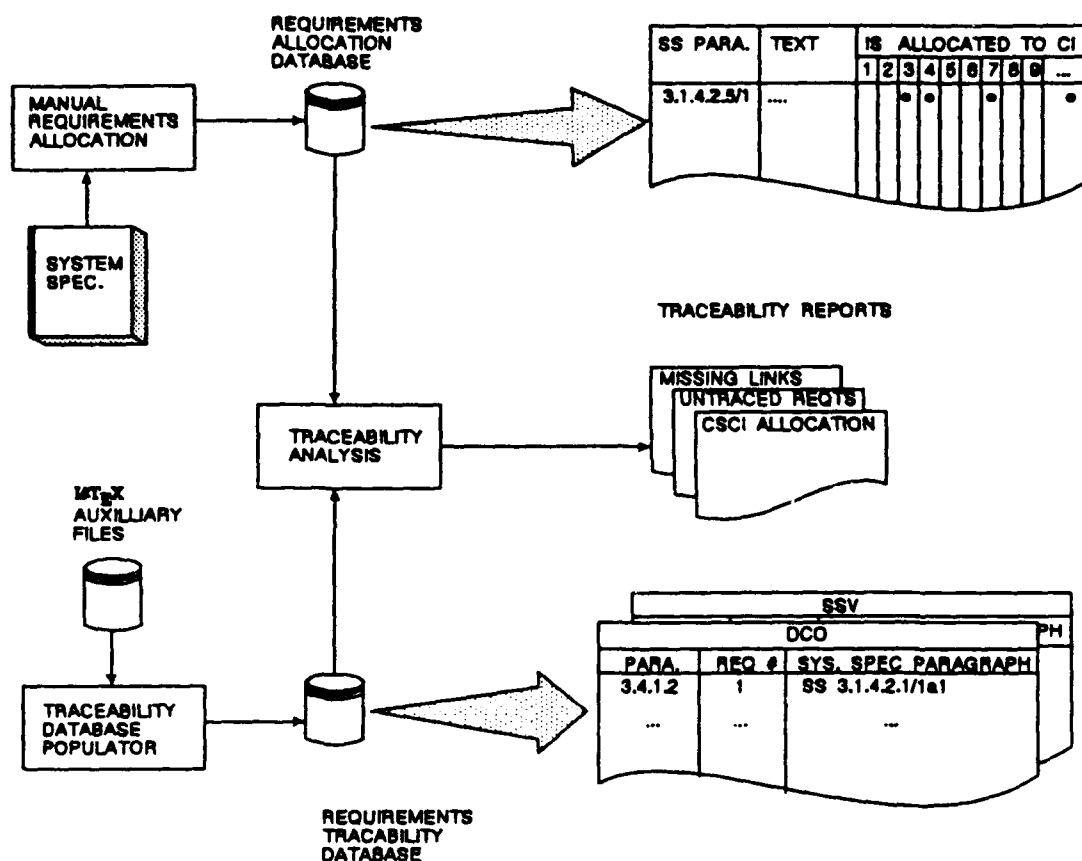 REQUIREMENTS
ALLOCATION
DATABASE
MANUAL
REQUIREMENTS
ALLOCATION
SYSTEM
SPEC.
SS PARA. TEXT IS ALLOCATED TO CI
1 2 3 4 5 6 7 8 9 ...
3.1.4.2.5/1 ....
TRACEABILITY REPORTS
MISSING LINKS
UNTRACED REQTS
CSCI ALLOCATION
TRACEABILITY
ANALYSIS
LATEX
AUXILLIARY
FILES
TRACEABILITY
DATABASE
POPULATOR
SSV
PH
DCO
PARA. REQ # SYS. SPEC PARAGRAPH
3.4.1.2 1 SS 3.1.4.2.1/1a1
... ... ...
REQUIREMENTS
TRACABILITY
DATABASE